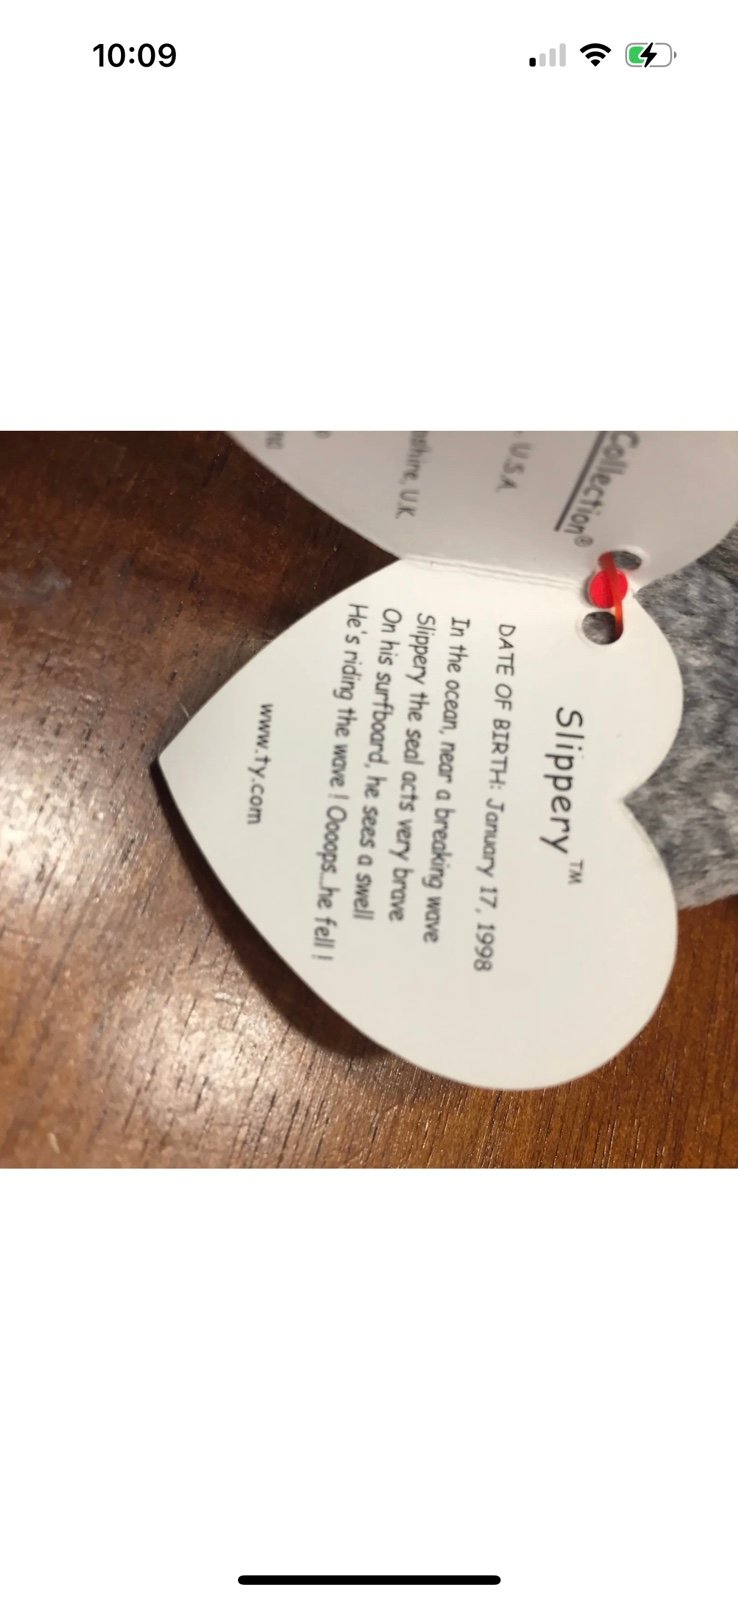 10:09
Collection®
U.S.A.
shire, U.K.
Slippery™
DATE OF BIRTH: January 17, 1998
In the ocean, near a breaking wave
Slippery the seal acts very brave
On his surfboard, he sees a swell
He's riding the wave ! Oooops...he fell !
www.ty.com